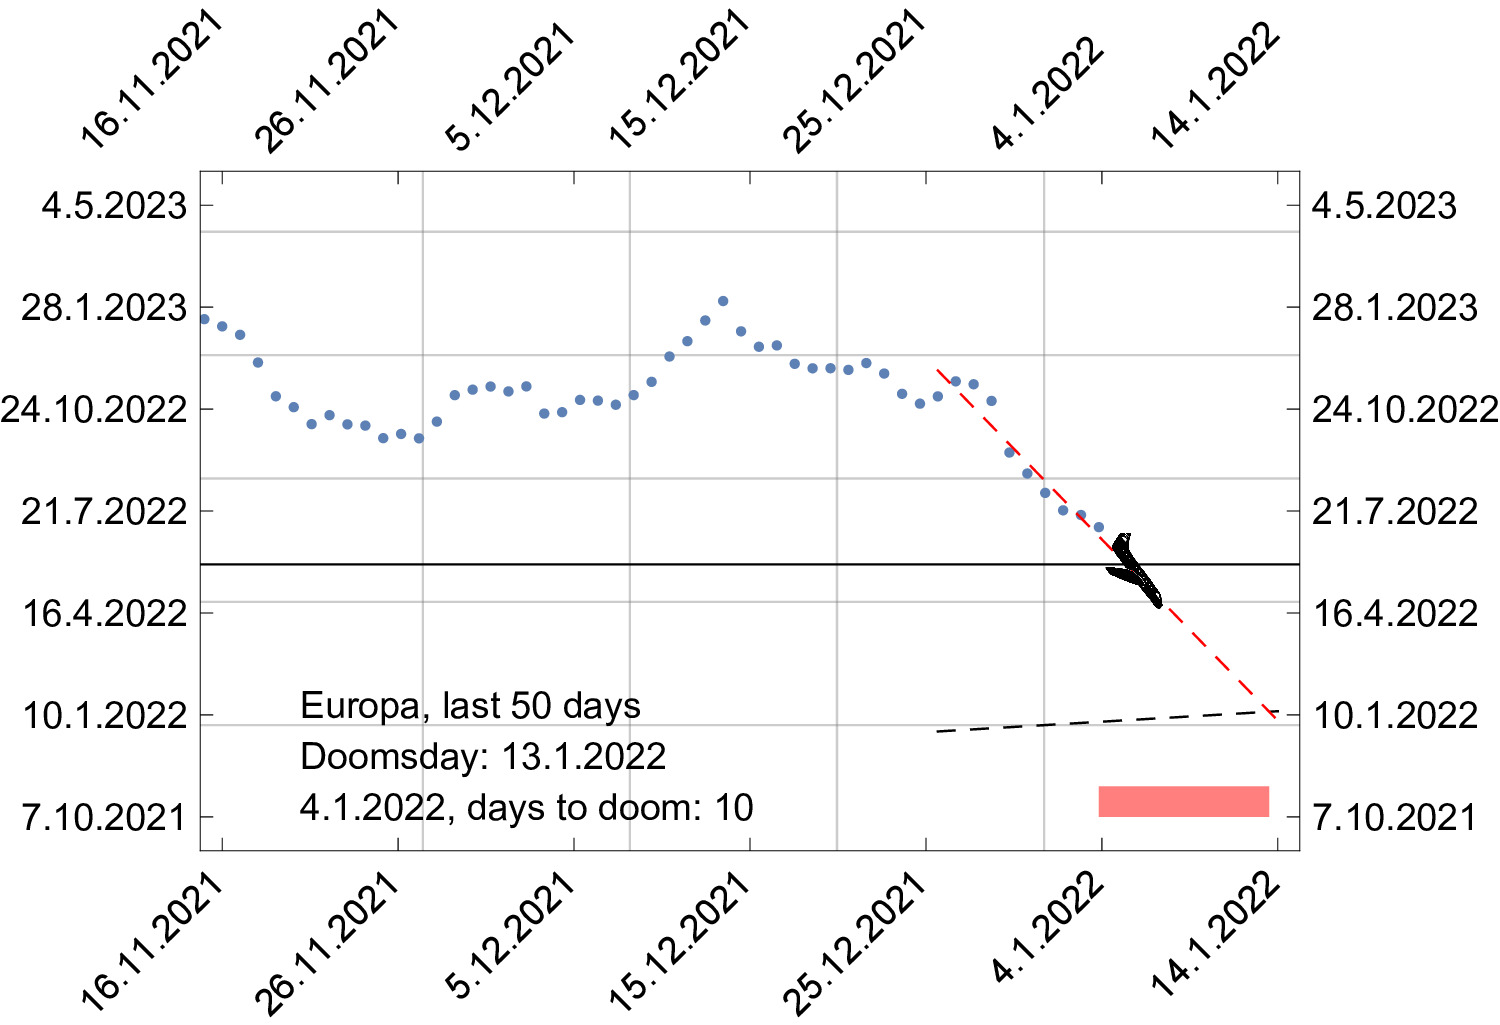 16.11.2021 26.11.2021 5.12.2021 15.12.2021 25.12.2021 4.1.2022 14.1.2022
4.5.2023 4.5.2023
28.1.2023 28.1.2023
24.10.2022 24.10.2022
21.7.2022 21.7.2022
16.4.2022 16.4.2022
10.1.2022 10.1.2022
7.10.2021 7.10.2021
Europa, last 50 days
Doomsday: 13.1.2022
4.1.2022, days to doom: 10
16.11.2021 26.11.2021 5.12.2021 15.12.2021 25.12.2021 4.1.2022 14.1.2022